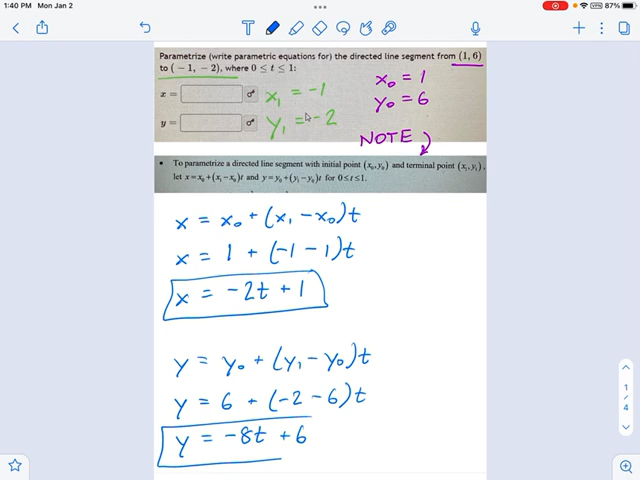 1:40 PM Mon Jan 2
87%
Parametrize (write parametric equations for) the directed line segment from (1, 6)
to (−1, −2), where 0 ≤ t ≤ 1:
x =
x₁ = −1
x₀ = 1
y₀ = 6
y =
y₁ = −2
NOTE
• To parametrize a directed line segment with initial point (x₀, y₀) and terminal point (x₁, y₁),
let x = x₀ + (x₁ − x₀)t and y = y₀ + (y₁ − y₀)t for 0 ≤ t ≤ 1.
x = x₀ + (x₁ − x₀)t
x = 1 + (−1 − 1)t
x = −2t + 1
y = y₀ + (y₁ − y₀)t
y = 6 + (−2 − 6)t
y = −8t + 6
1
/
4